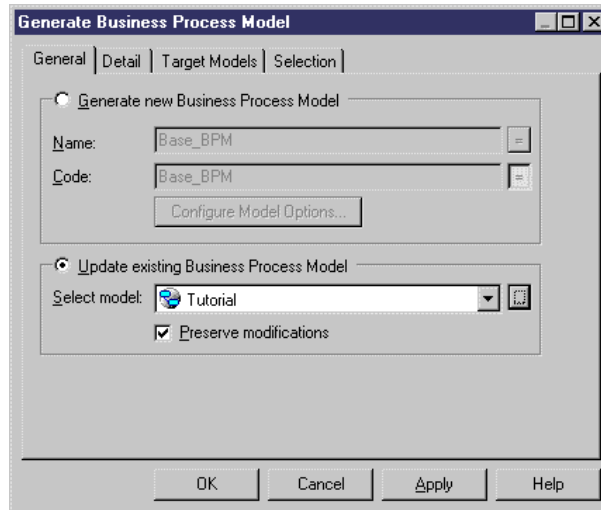 Generate Business Process Model
General Detail Target Models Selection
Generate new Business Process Model
Name: Base_BPM =
Code: Base_BPM =
Configure Model Options...
Update existing Business Process Model
Select model: Tutorial
Preserve modifications
OK Cancel Apply Help